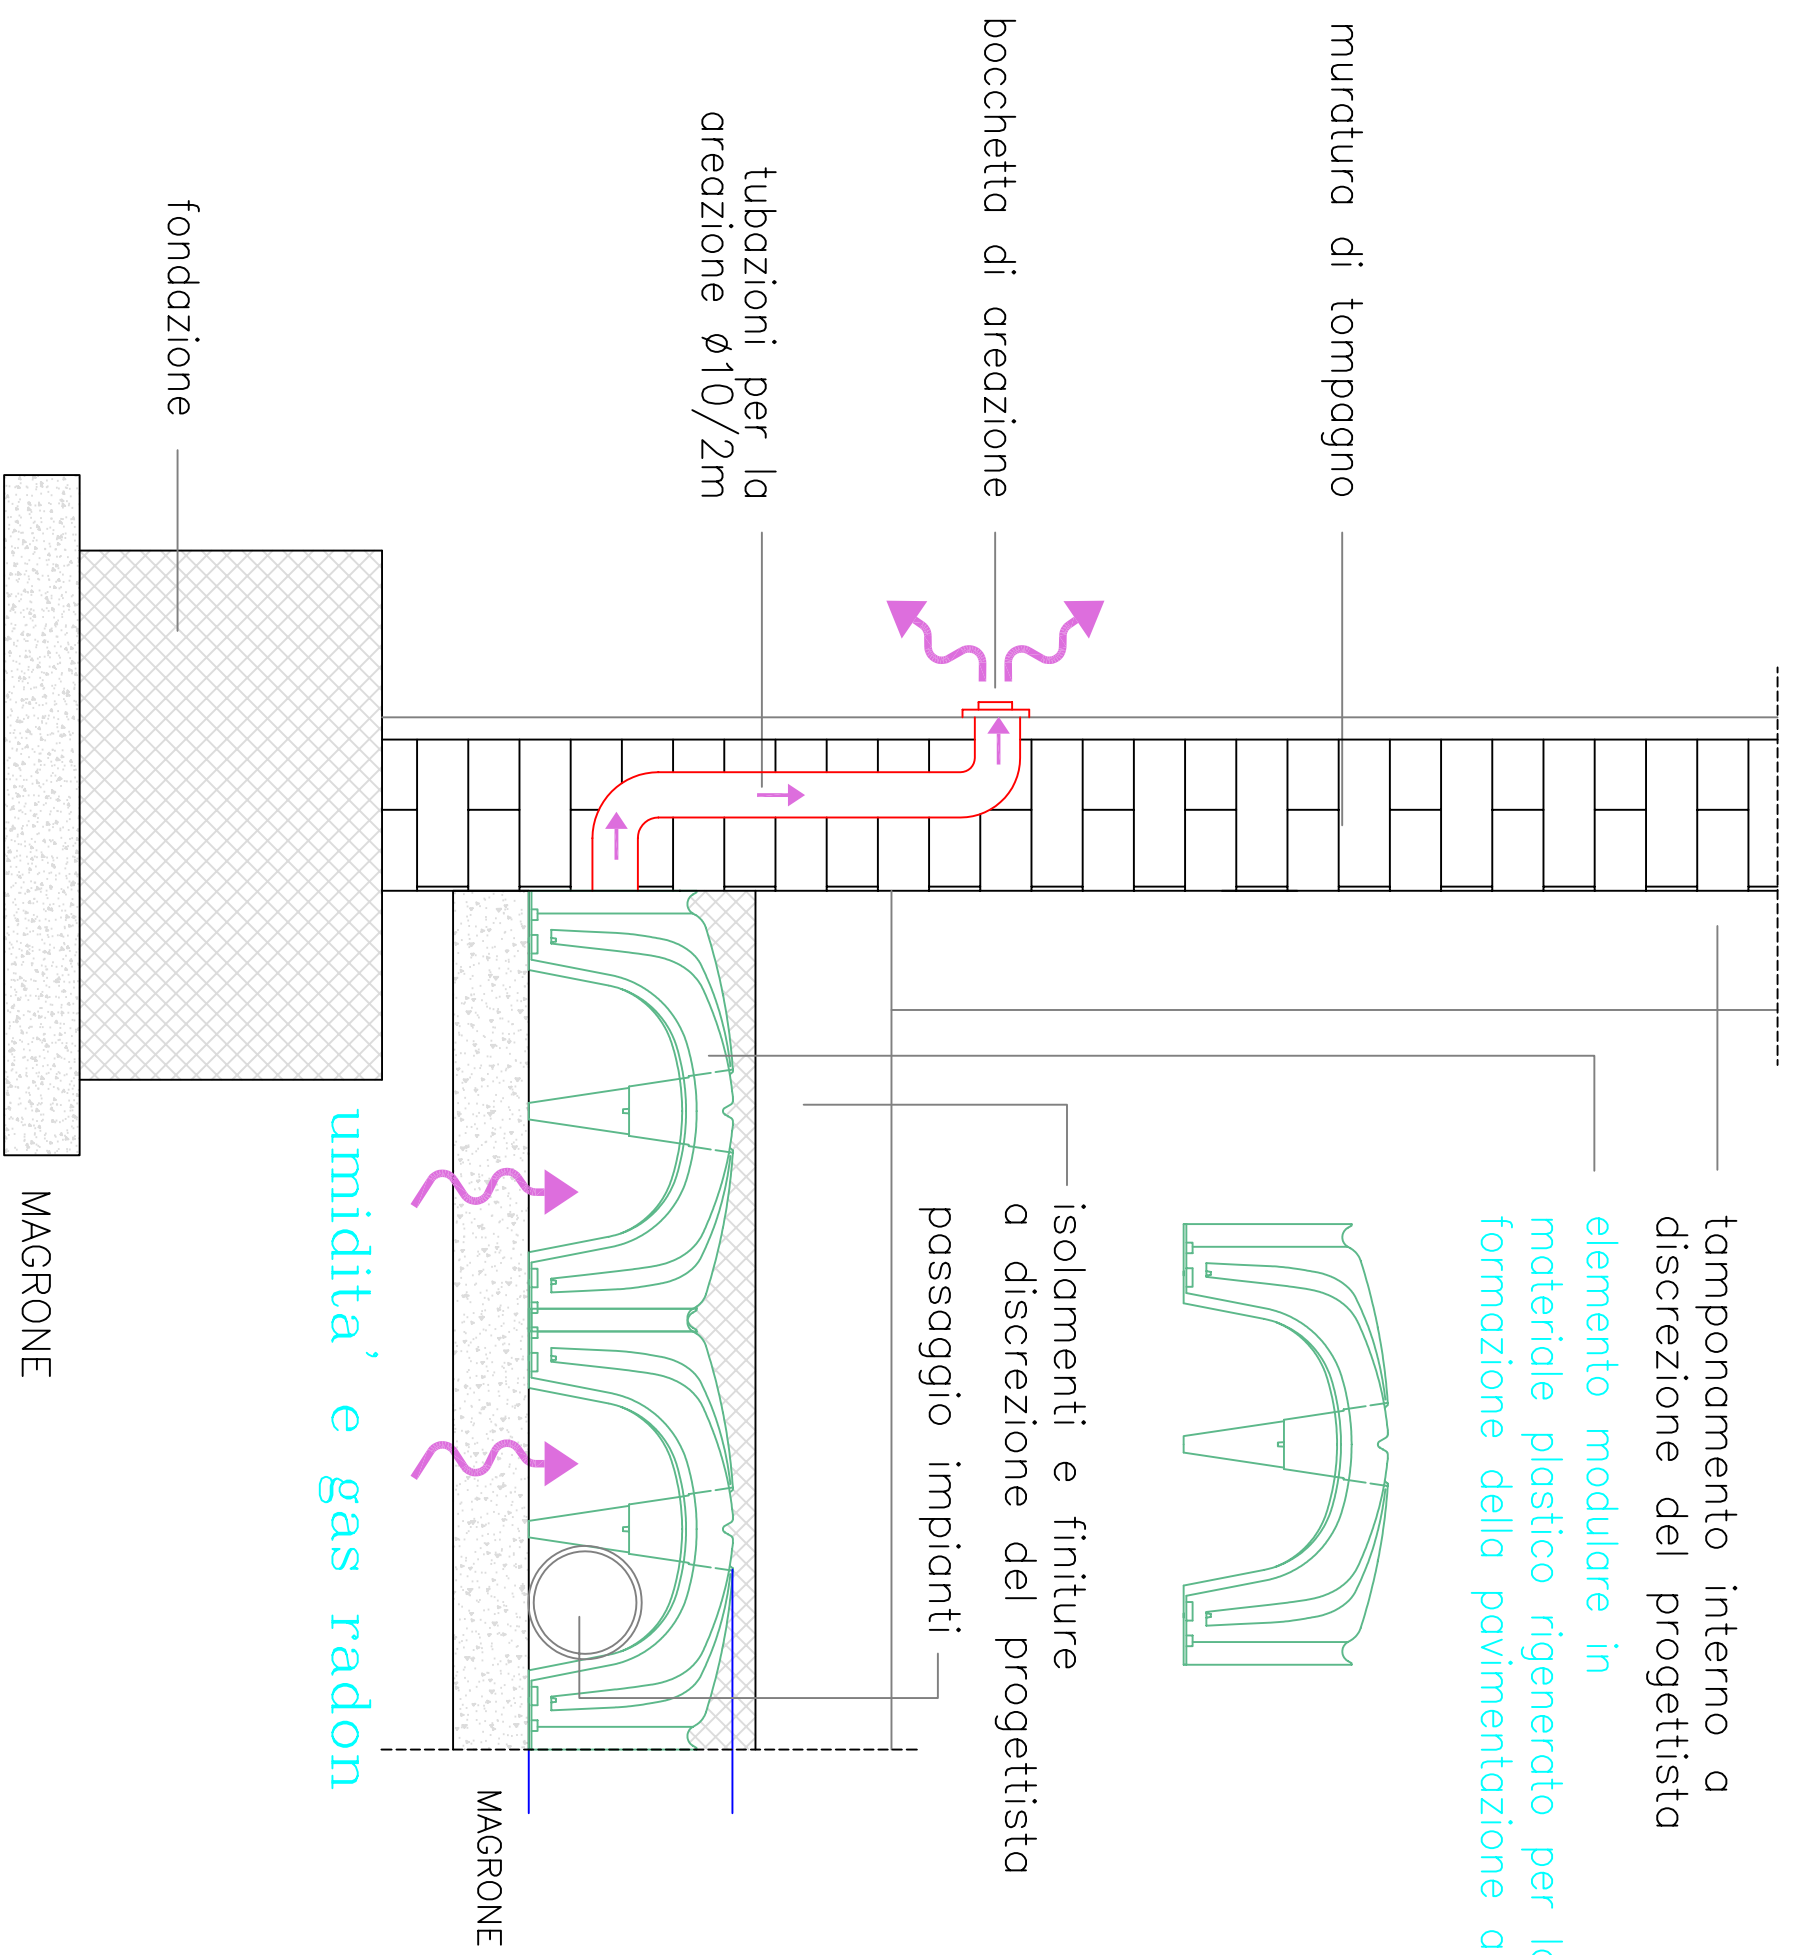 muratura di tompagno
bocchetta di areazione
tubazioni per la
areazione ø10/2m
fondazione
tamponamento interno a
discrezione del progettista
elemento modulare in
materiale plastico rigenerato per
formazione della pavimentazione a
isolamenti e finiture
a discrezione del progettista
passaggio impianti
umidita' e gas radon
MAGRONE
MAGRONE